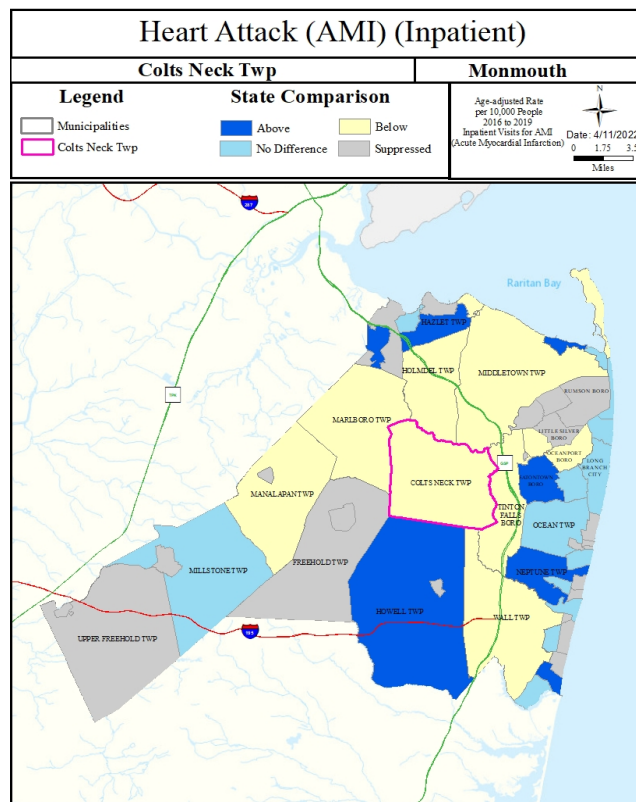 Heart Attack (AMI) (Inpatient)
Colts Neck Twp
Monmouth
Legend
Municipalities
Colts Neck Twp
State Comparison
Above
Below
No Difference
Suppressed
Age-adjusted Rate
per 10,000 People
2016 to 2019
Inpatient Visits for AMI
(Acute Myocardial Infarction)
N
Date: 4/11/2022
0 1.75 3.5
Miles
287
Raritan Bay
HAZLET TWP
HOLMDEL TWP
MIDDLETOWN TWP
RUMSON BORO
MARLBORO TWP
LITTLE SILVER
BORO
OCEANPORT
BORO
LONG
BRANCH
CITY
COLTS NECK TWP
MANALAPAN TWP
TINTON
FALLS
BORO
OCEAN TWP
FREEHOLD TWP
MILLSTONE TWP
NEPTUNE TWP
HOWELL TWP
WALL TWP
195
UPPER FREEHOLD TWP